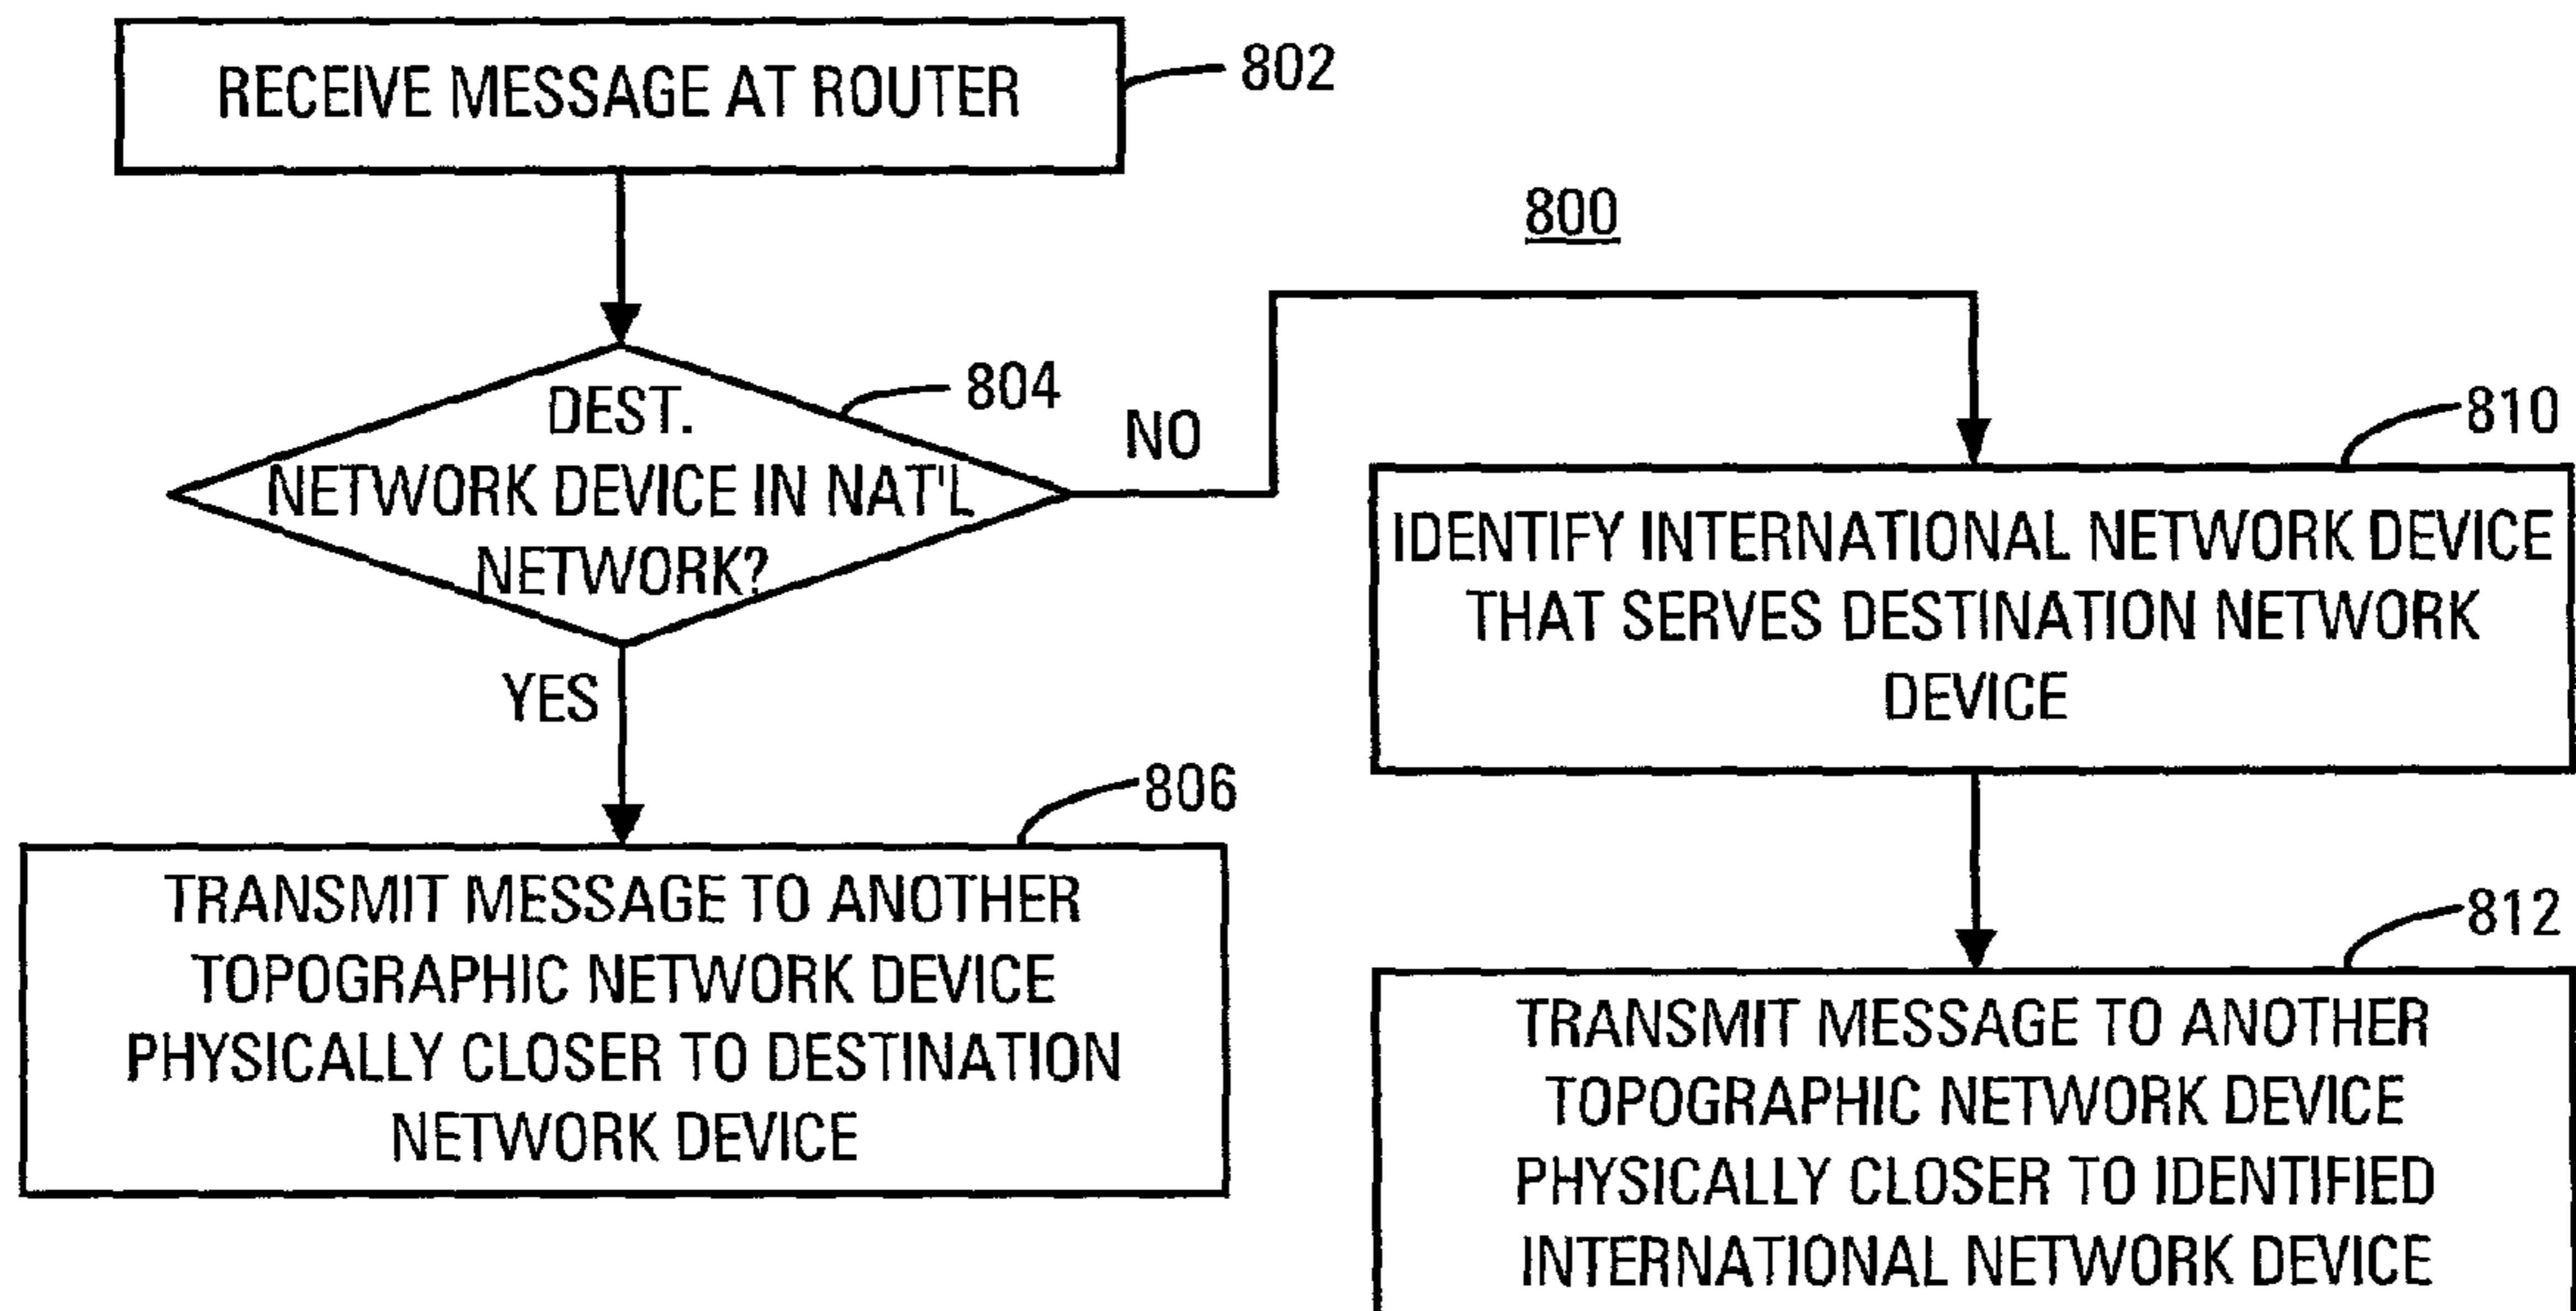 RECEIVE MESSAGE AT ROUTER
802
800
DEST.
NETWORK DEVICE IN NAT'L
NETWORK?
804
NO
YES
806
TRANSMIT MESSAGE TO ANOTHER
TOPOGRAPHIC NETWORK DEVICE
PHYSICALLY CLOSER TO DESTINATION
NETWORK DEVICE
810
IDENTIFY INTERNATIONAL NETWORK DEVICE
THAT SERVES DESTINATION NETWORK
DEVICE
812
TRANSMIT MESSAGE TO ANOTHER
TOPOGRAPHIC NETWORK DEVICE
PHYSICALLY CLOSER TO IDENTIFIED
INTERNATIONAL NETWORK DEVICE